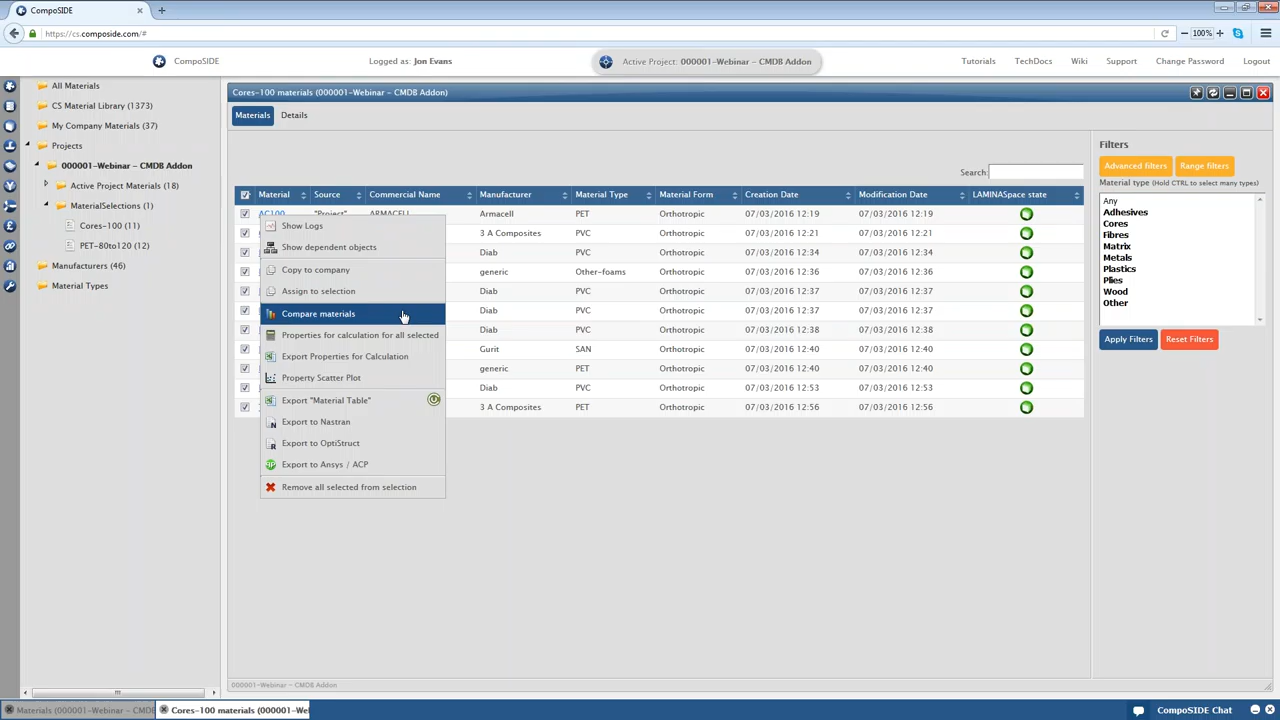 CompoSIDE
https://cs.composide.com/#
100%
CompoSIDE
Logged as: Jon Evans
Active Project: 000001-Webinar - CMDB Addon
Tutorials
TechDocs
Wiki
Support
Change Password
Logout
All Materials
CS Material Library (1373)
My Company Materials (37)
Projects
000001-Webinar - CMDB Addon
Active Project Materials (18)
MaterialSelections (1)
Cores-100 (11)
PET-80to120 (12)
Manufacturers (46)
Material Types
Cores-100 materials (000001-Webinar - CMDB Addon)
Materials
Details
Search:
Material Source Commercial Name Manufacturer Material Type Material Form Creation Date Modification Date LAMINASpace state
AC100 "Project" ARMACELL Armacell PET Orthotropic 07/03/2016 12:19 07/03/2016 12:19
3 A Composites PVC Orthotropic 07/03/2016 12:21 07/03/2016 12:21
Diab PVC Orthotropic 07/03/2016 12:34 07/03/2016 12:34
generic Other-foams Orthotropic 07/03/2016 12:36 07/03/2016 12:36
Diab PVC Orthotropic 07/03/2016 12:37 07/03/2016 12:37
Diab PVC Orthotropic 07/03/2016 12:37 07/03/2016 12:37
Diab PVC Orthotropic 07/03/2016 12:38 07/03/2016 12:38
Gurit SAN Orthotropic 07/03/2016 12:40 07/03/2016 12:40
generic PET Orthotropic 07/03/2016 12:40 07/03/2016 12:40
Diab PVC Orthotropic 07/03/2016 12:53 07/03/2016 12:53
3 A Composites PET Orthotropic 07/03/2016 12:56 07/03/2016 12:56
Show Logs
Show dependent objects
Copy to company
Assign to selection
Compare materials
Properties for calculation for all selected
Export Properties for Calculation
Property Scatter Plot
Export "Material Table"
Export to Nastran
Export to OptiStruct
Export to Ansys / ACP
Remove all selected from selection
Filters
Advanced filters
Range filters
Material type (Hold CTRL to select many types)
Any
Adhesives
Cores
Fibres
Matrix
Metals
Plastics
Plies
Wood
Other
Apply Filters
Reset Filters
000001-Webinar - CMDB Addon
Materials (000001-Webinar - CMD
Cores-100 materials (000001-We
CompoSIDE Chat